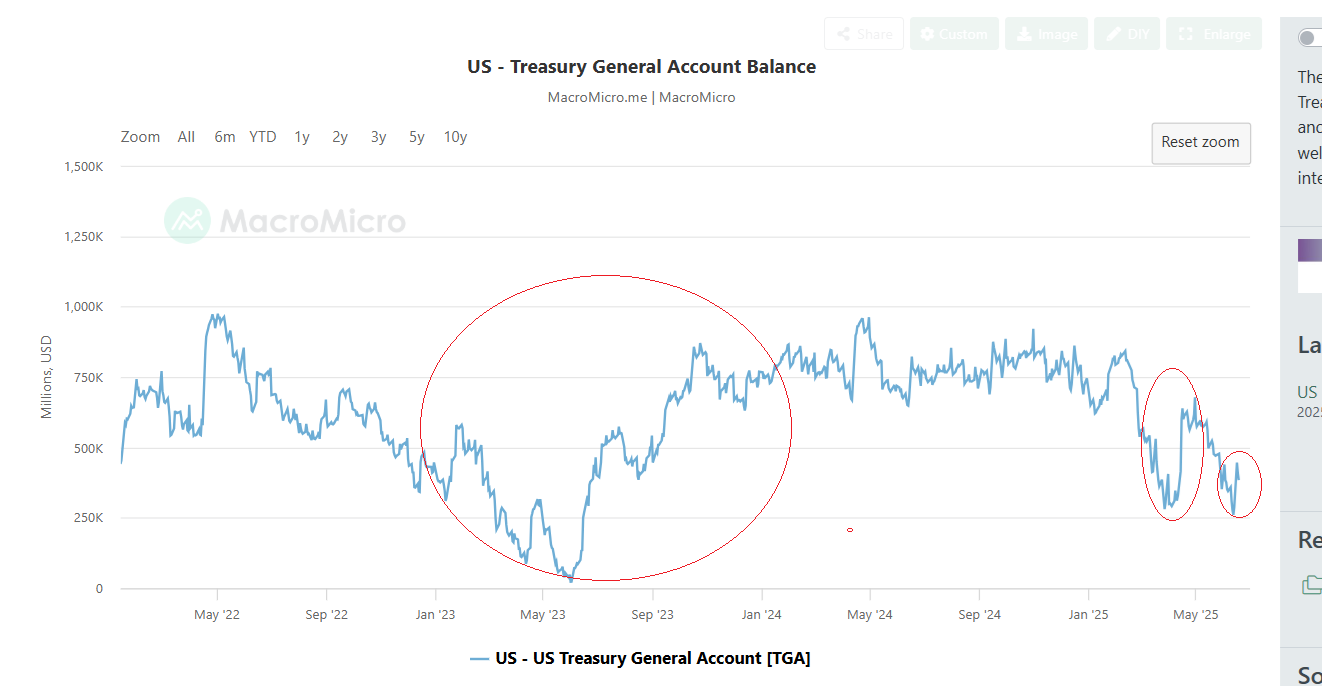 Share Custom Image DIY Enlarge
US - Treasury General Account Balance
MacroMicro.me | MacroMicro
Zoom All 6m YTD 1y 2y 3y 5y 10y
Reset zoom
1,500K
MacroMicro
1,250K
1,000K
750K
500K
250K
0
Millions, USD
May '22 Sep '22 Jan '23 May '23 Sep '23 Jan '24 May '24 Sep '24 Jan '25 May '25
US - US Treasury General Account [TGA]
The
Trea
and
wel
inte
La
US
2025
Re
So